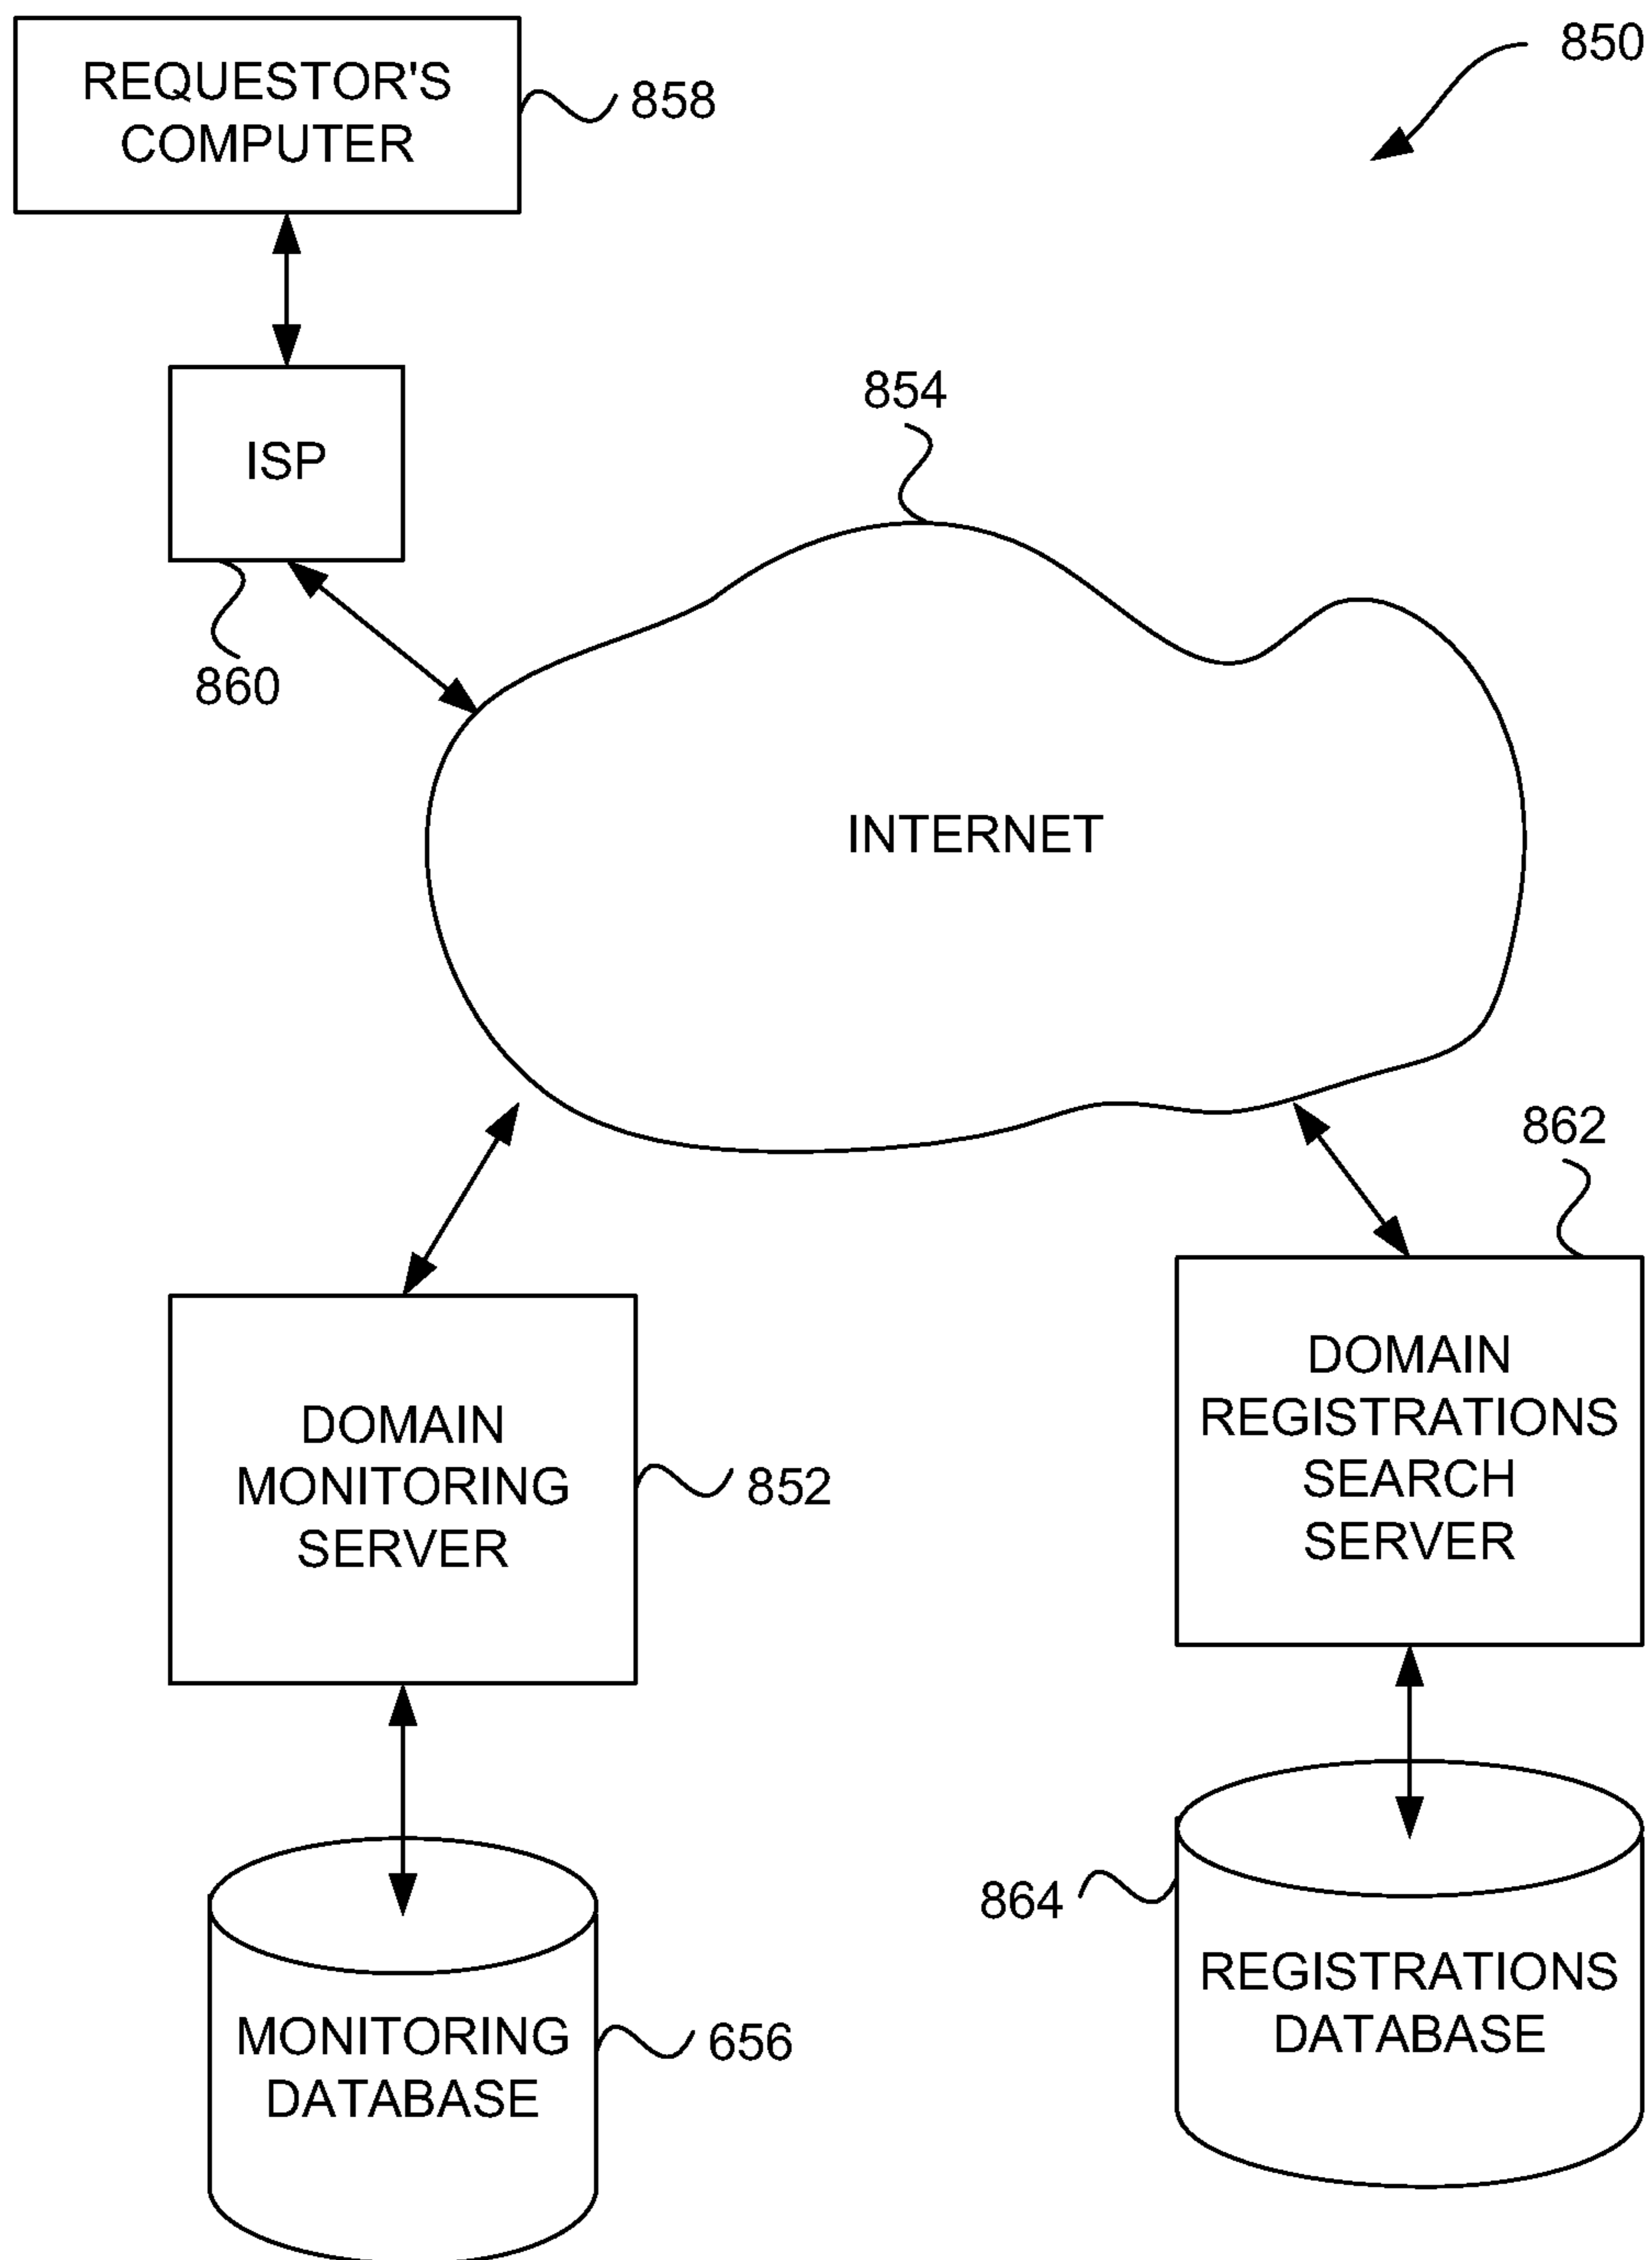 850
REQUESTOR'S
COMPUTER
858
854
ISP
860
INTERNET
862
DOMAIN
MONITORING
SERVER
852
DOMAIN
REGISTRATIONS
SEARCH
SERVER
864
REGISTRATIONS
DATABASE
MONITORING
DATABASE
656